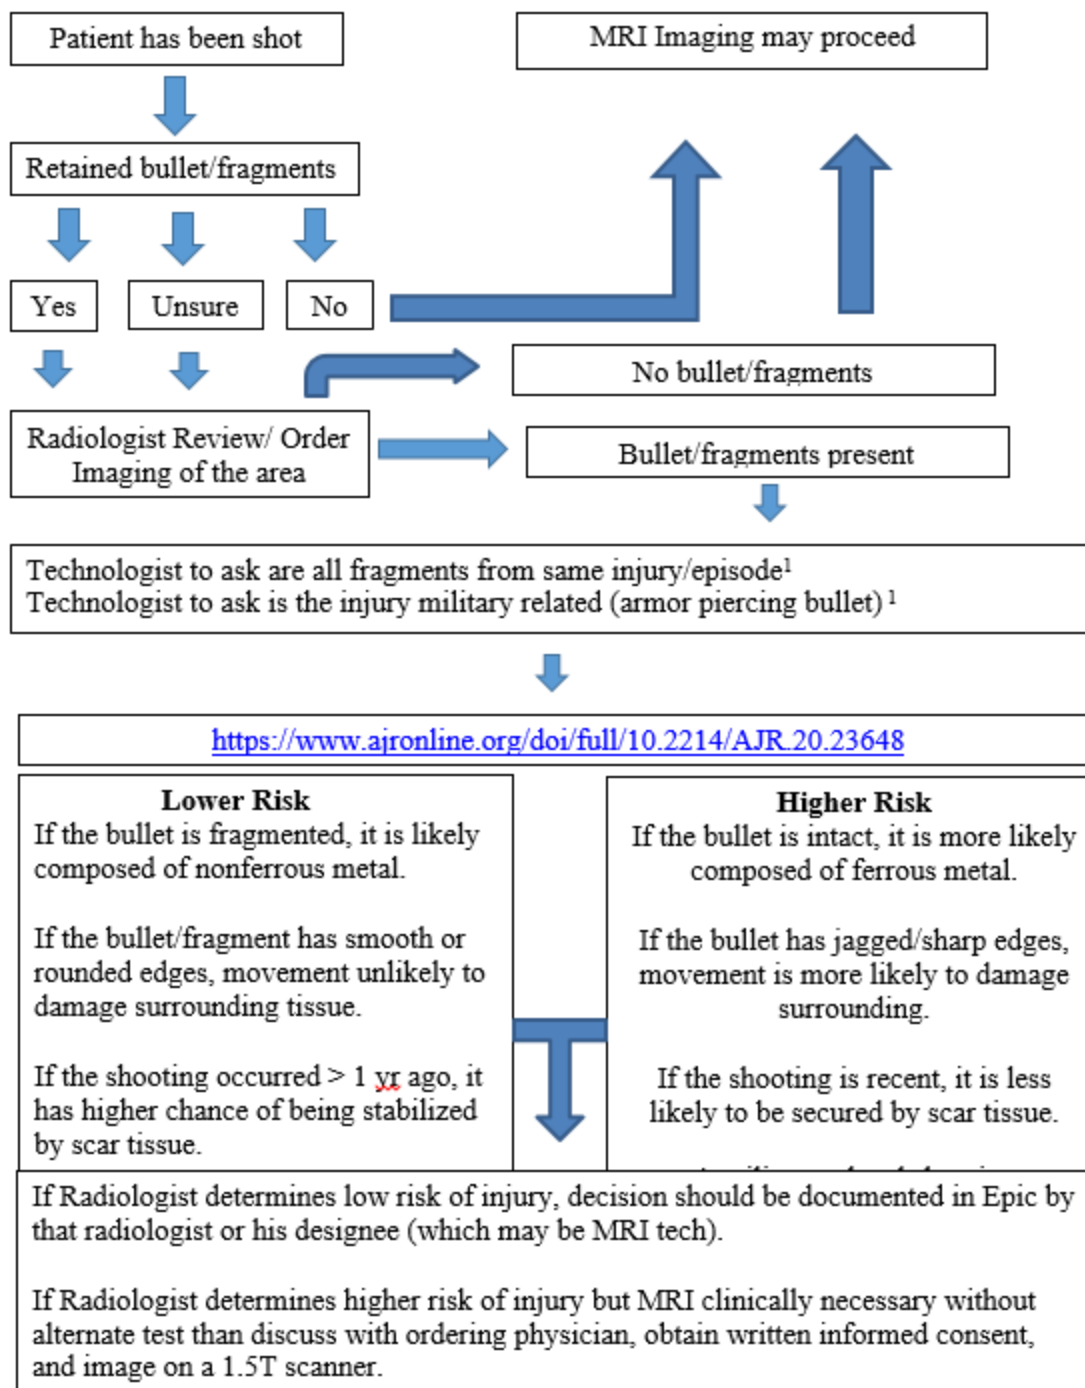 Patient has been shot
MRI Imaging may proceed
Retained bullet/fragments
Yes
Unsure
No
No bullet/fragments
Radiologist Review/ Order
Imaging of the area
Bullet/fragments present
Technologist to ask are all fragments from same injury/episode¹
Technologist to ask is the injury military related (armor piercing bullet) ¹
https://www.ajronline.org/doi/full/10.2214/AJR.20.23648
Lower Risk
If the bullet is fragmented, it is likely
composed of nonferrous metal.
If the bullet/fragment has smooth or
rounded edges, movement unlikely to
damage surrounding tissue.
If the shooting occurred > 1 yr ago, it
has higher chance of being stabilized
by scar tissue.
Higher Risk
If the bullet is intact, it is more likely
composed of ferrous metal.
If the bullet has jagged/sharp edges,
movement is more likely to damage
surrounding.
If the shooting is recent, it is less
likely to be secured by scar tissue.
If Radiologist determines low risk of injury, decision should be documented in Epic by
that radiologist or his designee (which may be MRI tech).
If Radiologist determines higher risk of injury but MRI clinically necessary without
alternate test than discuss with ordering physician, obtain written informed consent,
and image on a 1.5T scanner.